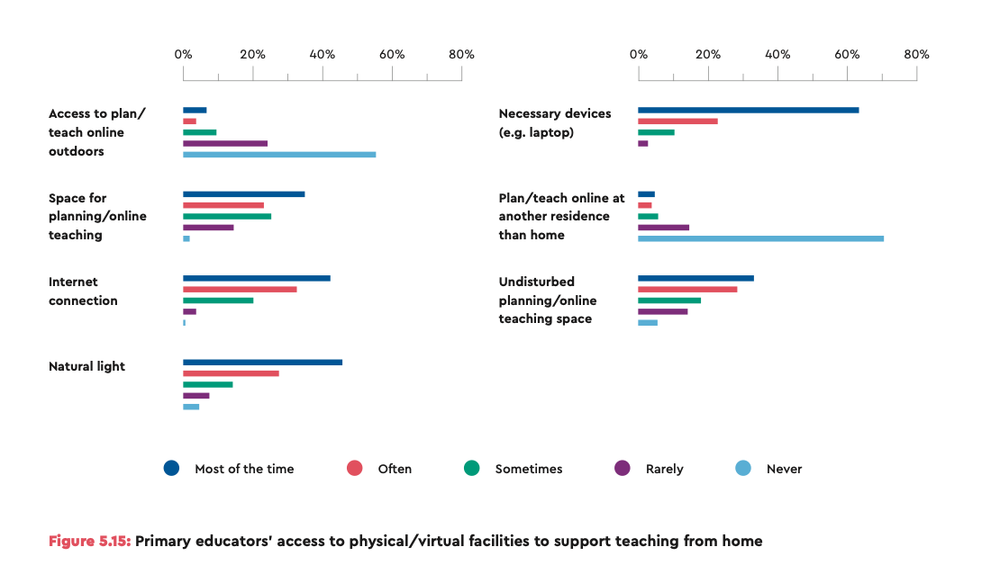 0% 20% 40% 60% 80%
Access to plan/
teach online
outdoors
Space for
planning/online
teaching
Internet
connection
Natural light
0% 20% 40% 60% 80%
Necessary devices
(e.g. laptop)
Plan/teach online at
another residence
than home
Undisturbed
planning/online
teaching space
Most of the time Often Sometimes Rarely Never
Figure 5.15: Primary educators' access to physical/virtual facilities to support teaching from home